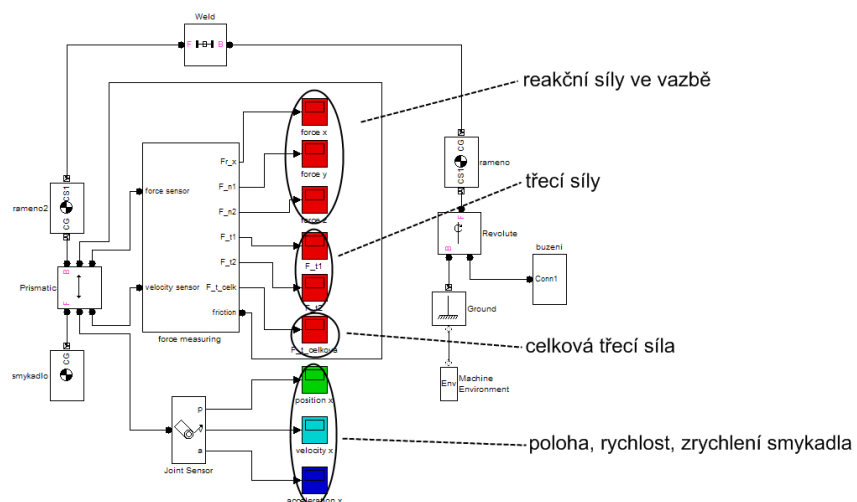 Weld
F
B
reakční síly ve vazbě
force x
Fr_x
CS1 CG
rameno
force y
F_n1
force sensor
třecí síly
CG CS1
rameno2
F_n2
force z
F_t1
F
Revolute
B
buzení
F_t2
F_t1
B
Prismatic
F
velocity sensor
F_t_celk
Conn1
friction
Ground
force measuring
F_t_celkova
celková třecí síla
CG
smykadlo
position x
Env
Machine
Environment
p
v
a
velocity x
poloha, rychlost, zrychlení smykadla
Joint Sensor
acceleration x